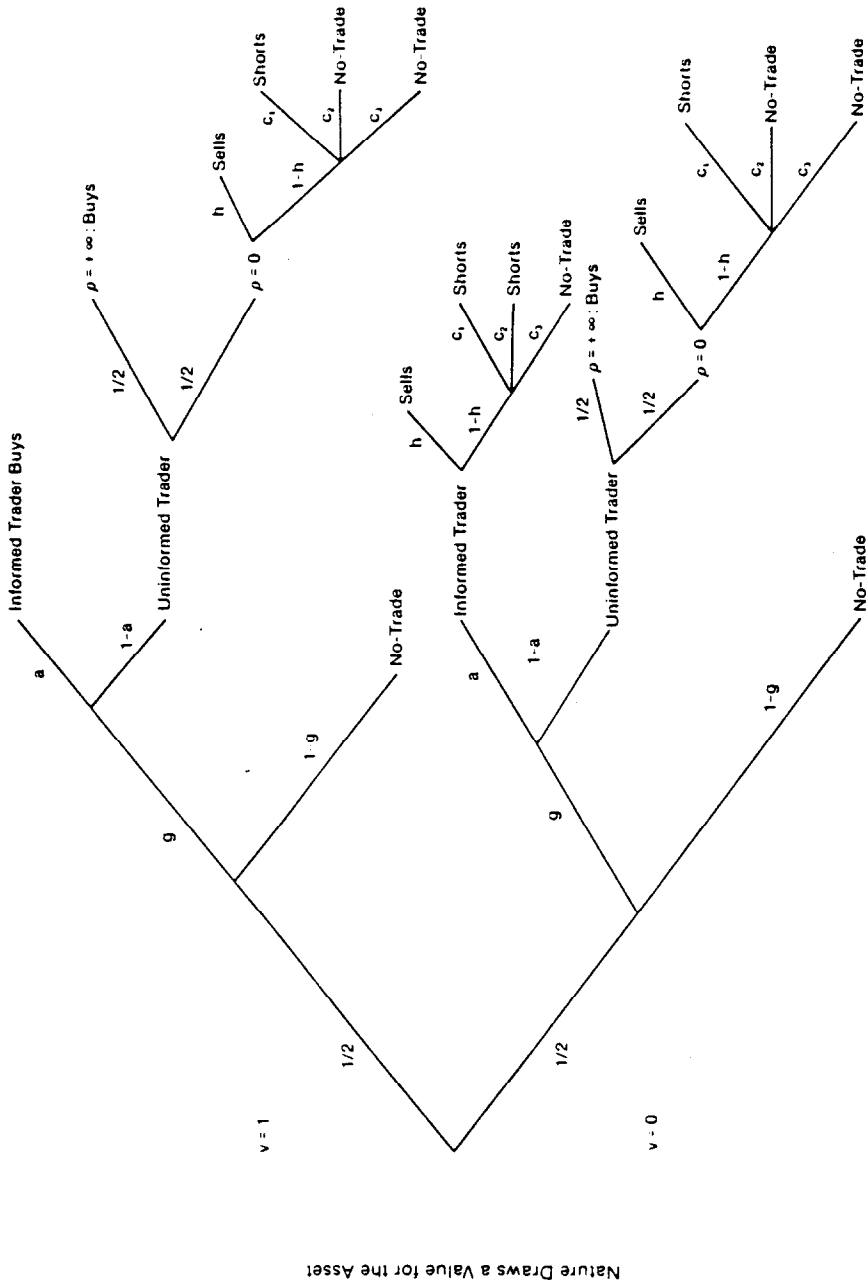 Nature Draws a Value for the Asset
v = 1
1/2
g
a
Informed Trader Buys
1-a
Uninformed Trader
1/2
ρ = + ∞ : Buys
1/2
ρ = 0
h
Sells
1-h
c₁
Shorts
c₂
No-Trade
c₃
No-Trade
1-g
No-Trade
v = 0
1/2
g
a
Informed Trader
h
Sells
1-h
c₁
Shorts
c₂
Shorts
c₃
No-Trade
1-a
Uninformed Trader
1/2
ρ = + ∞ : Buys
1/2
ρ = 0
h
Sells
1-h
c₁
Shorts
c₂
No-Trade
c₃
No-Trade
1-g
No-Trade